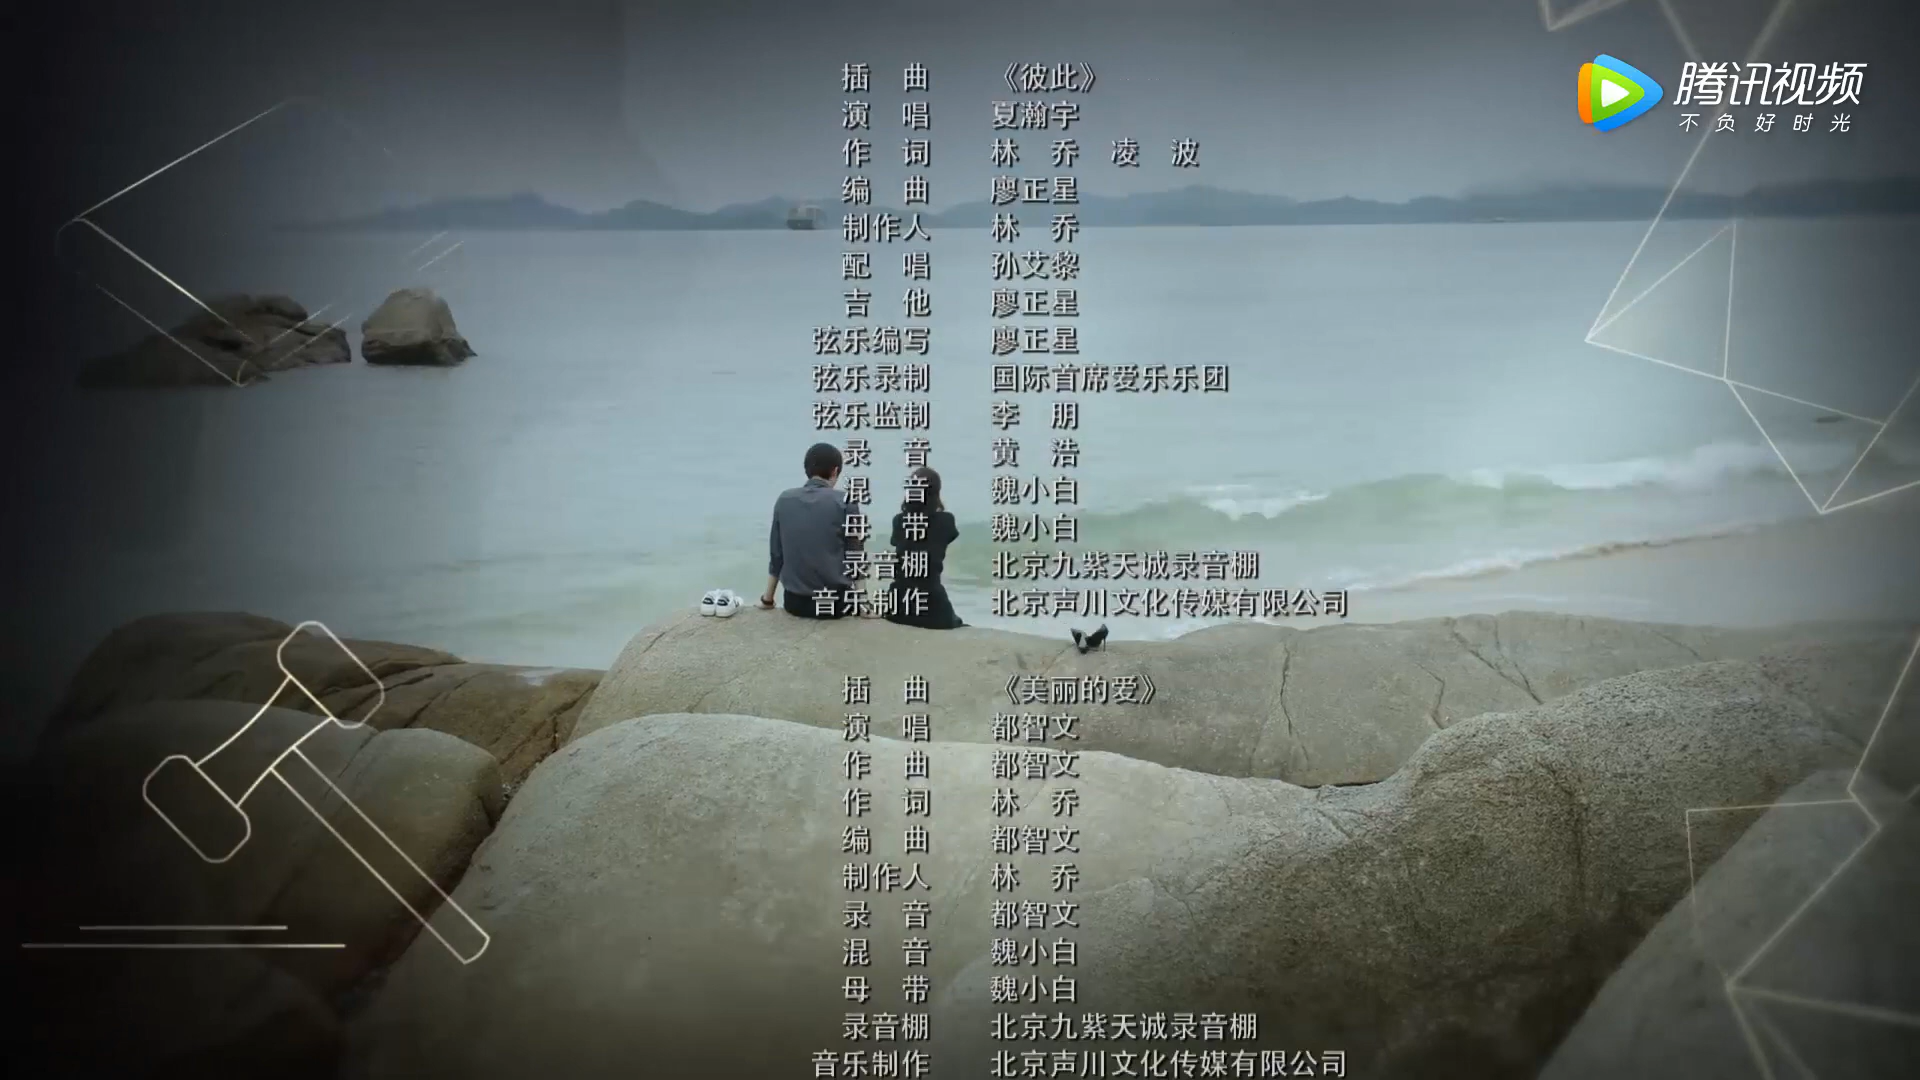 插　曲　《彼此》
演　唱　夏瀚宇
作　词　林　乔　凌　波
编　曲　廖正星
制作人　林　乔
配　唱　孙艾黎
吉　他　廖正星
弦乐编写　廖正星
弦乐录制　国际首席爱乐乐团
弦乐监制　李　朋
录　音　黄　浩
混　音　魏小白
母　带　魏小白
录音棚　北京九紫天诚录音棚
音乐制作　北京声川文化传媒有限公司
插　曲　《美丽的爱》
演　唱　都智文
作　曲　都智文
作　词　林　乔
编　曲　都智文
制作人　林　乔
录　音　都智文
混　音　魏小白
母　带　魏小白
录音棚　北京九紫天诚录音棚
音乐制作　北京声川文化传媒有限公司
腾讯视频
不负好时光